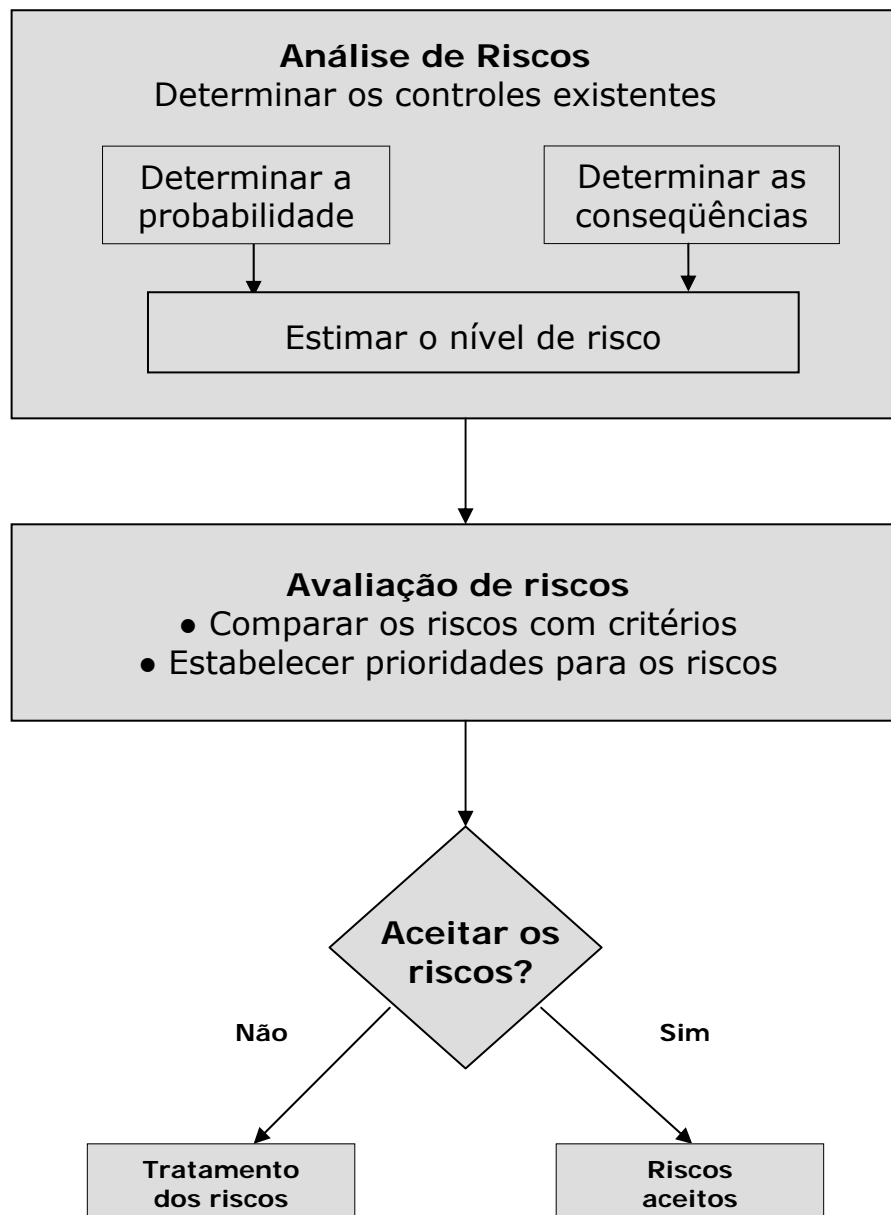 Análise de Riscos
Determinar os controles existentes
Determinar a
probabilidade
Determinar as
conseqüências
Estimar o nível de risco
Avaliação de riscos
● Comparar os riscos com critérios
● Estabelecer prioridades para os riscos
Aceitar os
riscos?
Não
Sim
Tratamento
dos riscos
Riscos
aceitos